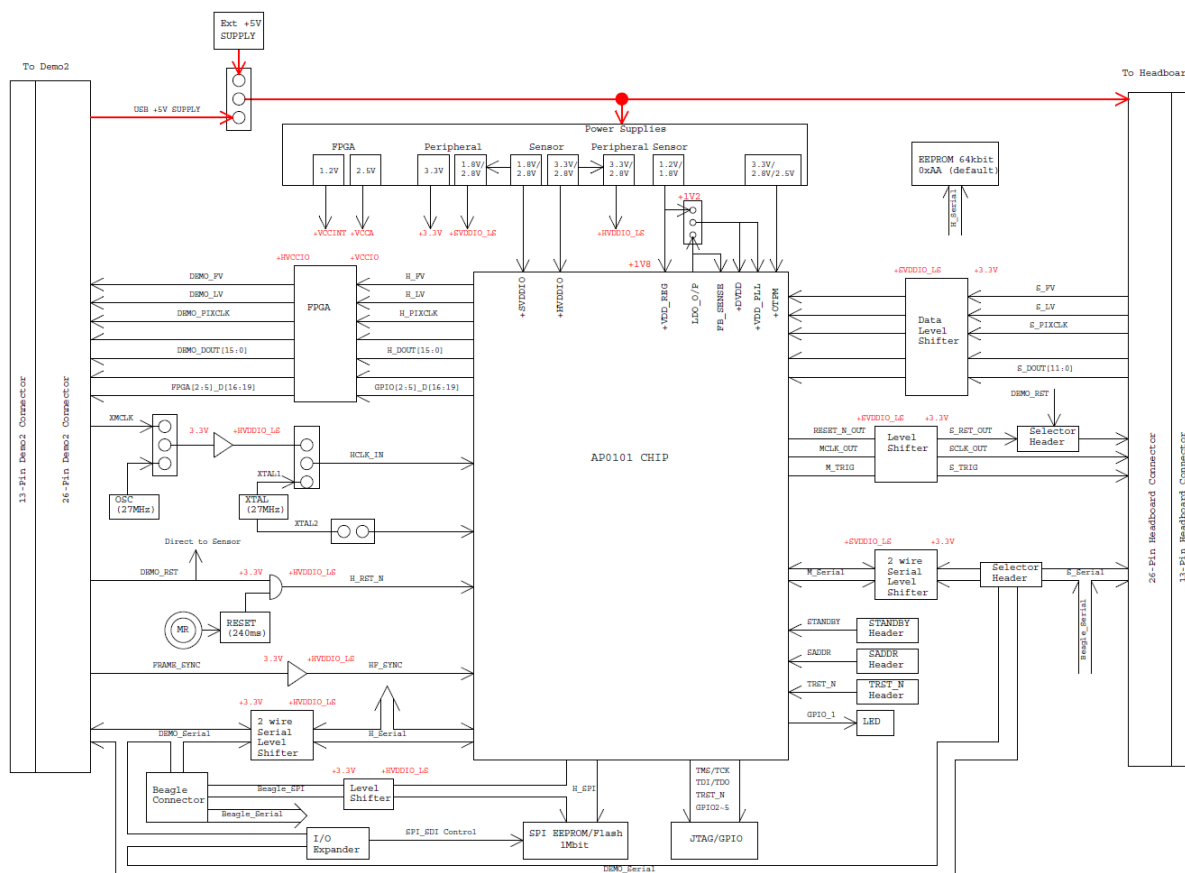 Ext +5V
SUPPLY
To Demo2
To Headboard
USB +5V SUPPLY
Power Supplies
FPGA
Peripheral
Sensor
Peripheral
Sensor
1.2V
2.5V
3.3V
1.8V/
2.8V
1.8V/
2.8V
3.3V/
2.8V
3.3V/
2.8V
1.2V/
1.8V
3.3V/
2.8V/2.5V
EEPROM 64kbit
0xAA (default)
H_Serial
+1V2
+VCCINT
+VCCA
+3.3V
+SVDDIO_LS
+HVDDIO_LS
+HVCCIO
+VCCIO
+1V8
+SVDDIO
+HVDDIO
+VDD_REG
LDO_O/P
FB_SENSE
+DVDD
+VDD_PLL
+OTPM
+SVDDIO_LS
+3.3V
DEMO_FV
DEMO_LV
DEMO_PIXCLK
DEMO_DOUT[15:0]
FPGA[2:5]_D[16:19]
FPGA
H_FV
H_LV
H_PIXCLK
H_DOUT[15:0]
GPIO[2:5]_D[16:19]
Data
Level
Shifter
S_FV
S_LV
S_PIXCLK
S_DOUT[11:0]
DEMO_RST
13-Pin Demo2 Connector
26-Pin Demo2 Connector
XMCLK
3.3V
+HVDDIO_LS
HCLK_IN
OSC
(27MHz)
XTAL1
XTAL
(27MHz)
XTAL2
AP0101 CHIP
+SVDDIO_LS
+3.3V
RESET_N_OUT
MCLK_OUT
M_TRIG
Level
Shifter
S_RST_OUT
SCLK_OUT
S_TRIG
Selector
Header
26-Pin Headboard Connector
13-Pin Headboard Connector
Direct to Sensor
DEMO_RST
+3.3V
+HVDDIO_LS
H_RST_N
MR
RESET
(240ms)
+SVDDIO_LS
+3.3V
M_Serial
2 wire
Serial
Level
Shifter
Selector
Header
S_Serial
Beagle_Serial
STANDBY
STANDBY
Header
SADDR
SADDR
Header
TRST_N
TRST_N
Header
GPIO_1
LED
FRAME_SYNC
3.3V
+HVDDIO_LS
HF_SYNC
+3.3V
+HVDDIO_LS
DEMO_Serial
2 wire
Serial
Level
Shifter
H_Serial
Beagle
Connector
Beagle_SPI
+3.3V
+HVDDIO_LS
Level
Shifter
Beagle_Serial
H_SPI
TMS/TCK
TDI/TDO
TRST_N
GPIO2~5
I/O
Expander
SPI_SDI Control
SPI EEPROM/Flash
1Mbit
JTAG/GPIO
DEMO_Serial